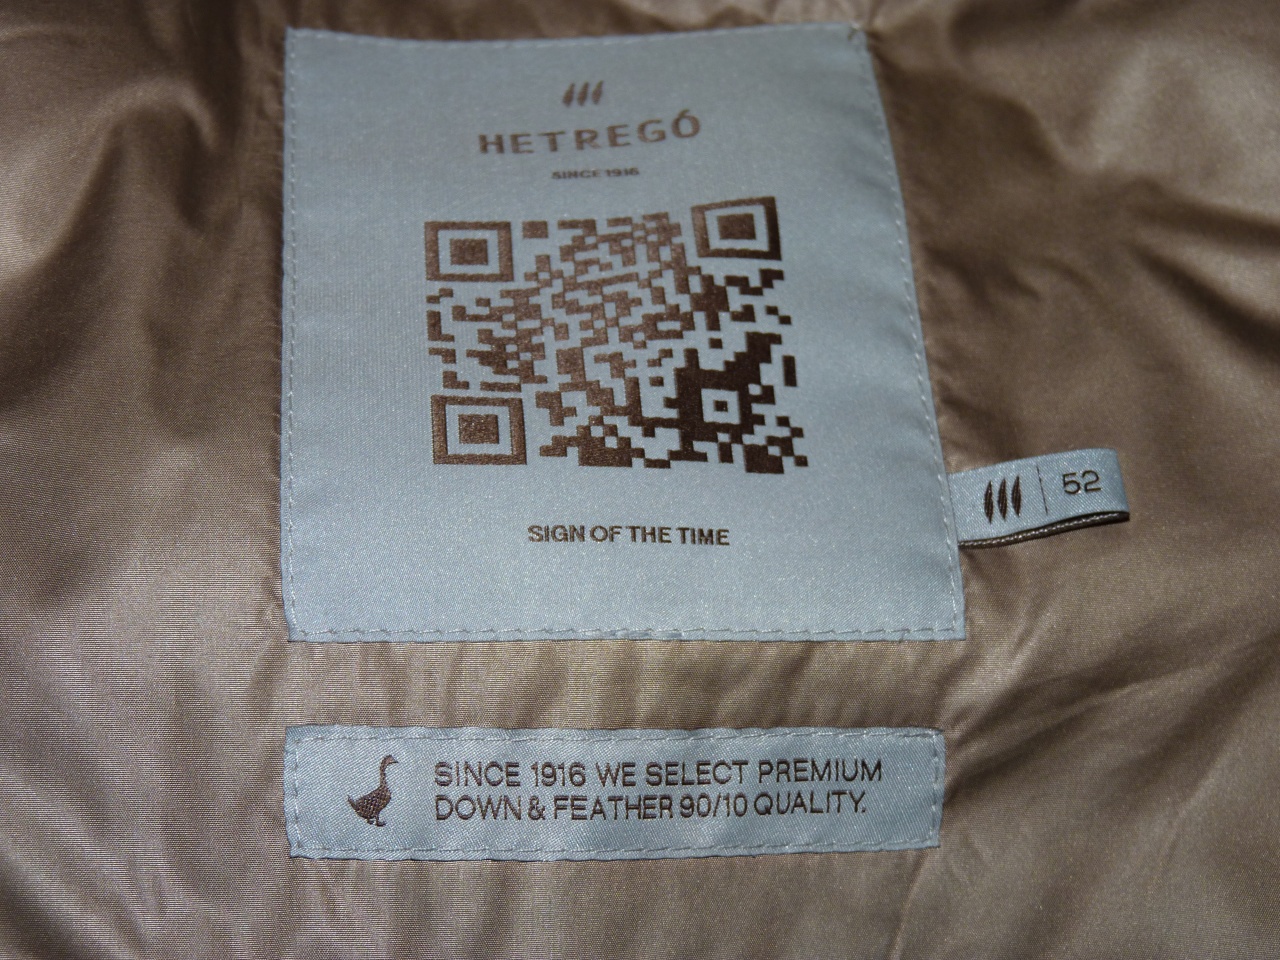 HETREGÓ
SINCE 1916
SIGN OF THE TIME
52
SINCE 1916 WE SELECT PREMIUM
DOWN & FEATHER 90/10 QUALITY.